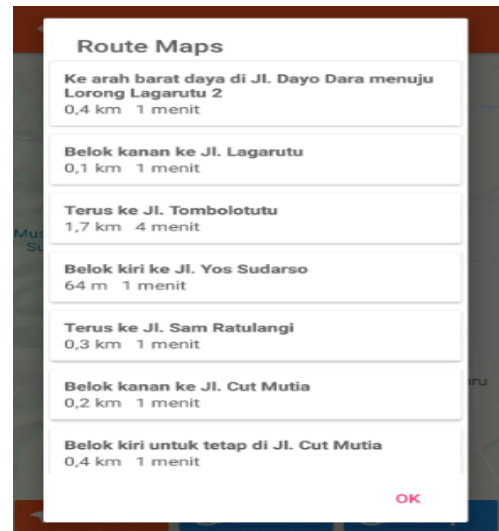 Route Maps
Ke arah barat daya di Jl. Dayo Dara menuju
Lorong Lagarutu 2
0,4 km 1 menit
Belok kanan ke Jl. Lagarutu
0,1 km 1 menit
Terus ke Jl. Tombolotutu
1,7 km 4 menit
Belok kiri ke Jl. Yos Sudarso
64 m 1 menit
Terus ke Jl. Sam Ratulangi
0,3 km 1 menit
Belok kanan ke Jl. Cut Mutia
0,2 km 1 menit
Belok kiri untuk tetap di Jl. Cut Mutia
0,4 km 1 menit
OK